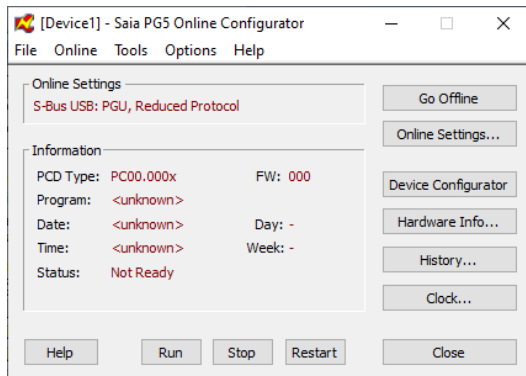 [Device1] - Saia PG5 Online Configurator
File Online Tools Options Help
Online Settings
S-Bus USB: PGU, Reduced Protocol
Go Offline
Online Settings...
Information
PCD Type: PC00.000x FW: 000
Program: <unknown>
Date: <unknown> Day: -
Time: <unknown> Week: -
Status: Not Ready
Device Configurator
Hardware Info...
History...
Clock...
Help Run Stop Restart Close